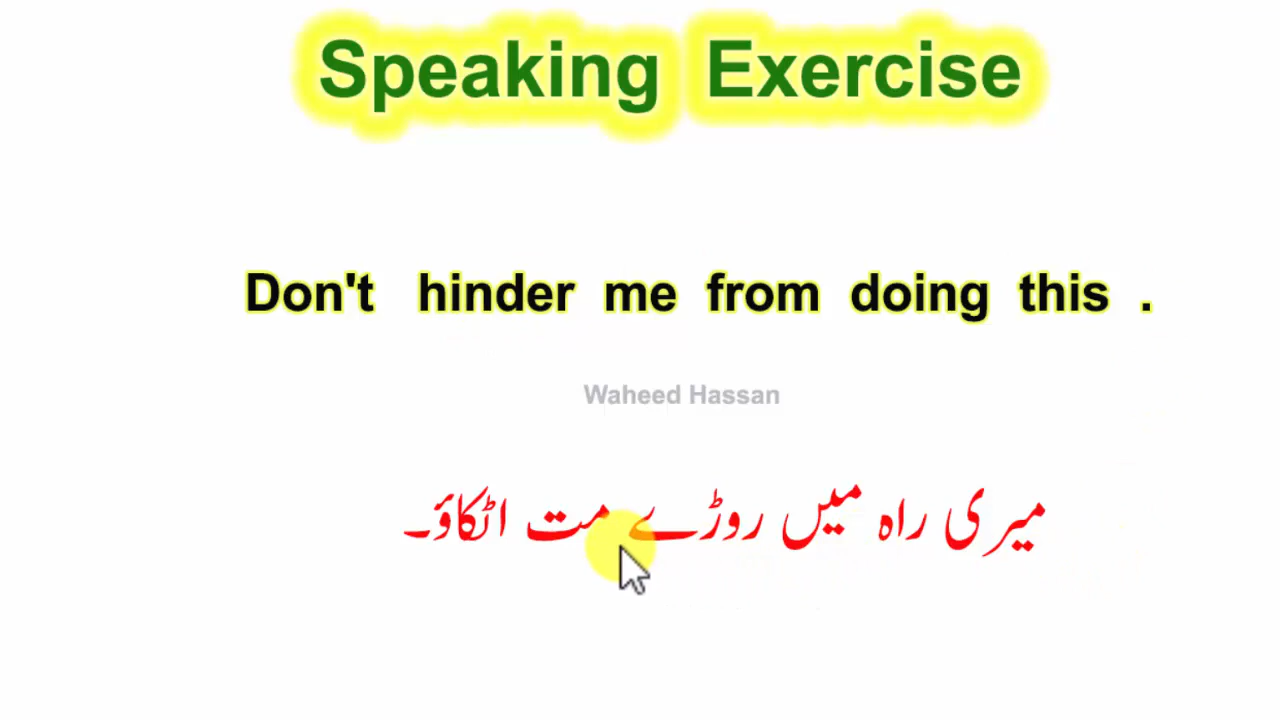 Speaking Exercise
Don't hinder me from doing this .
Waheed Hassan
میری راہ میں روڑے مت اٹکاؤ۔